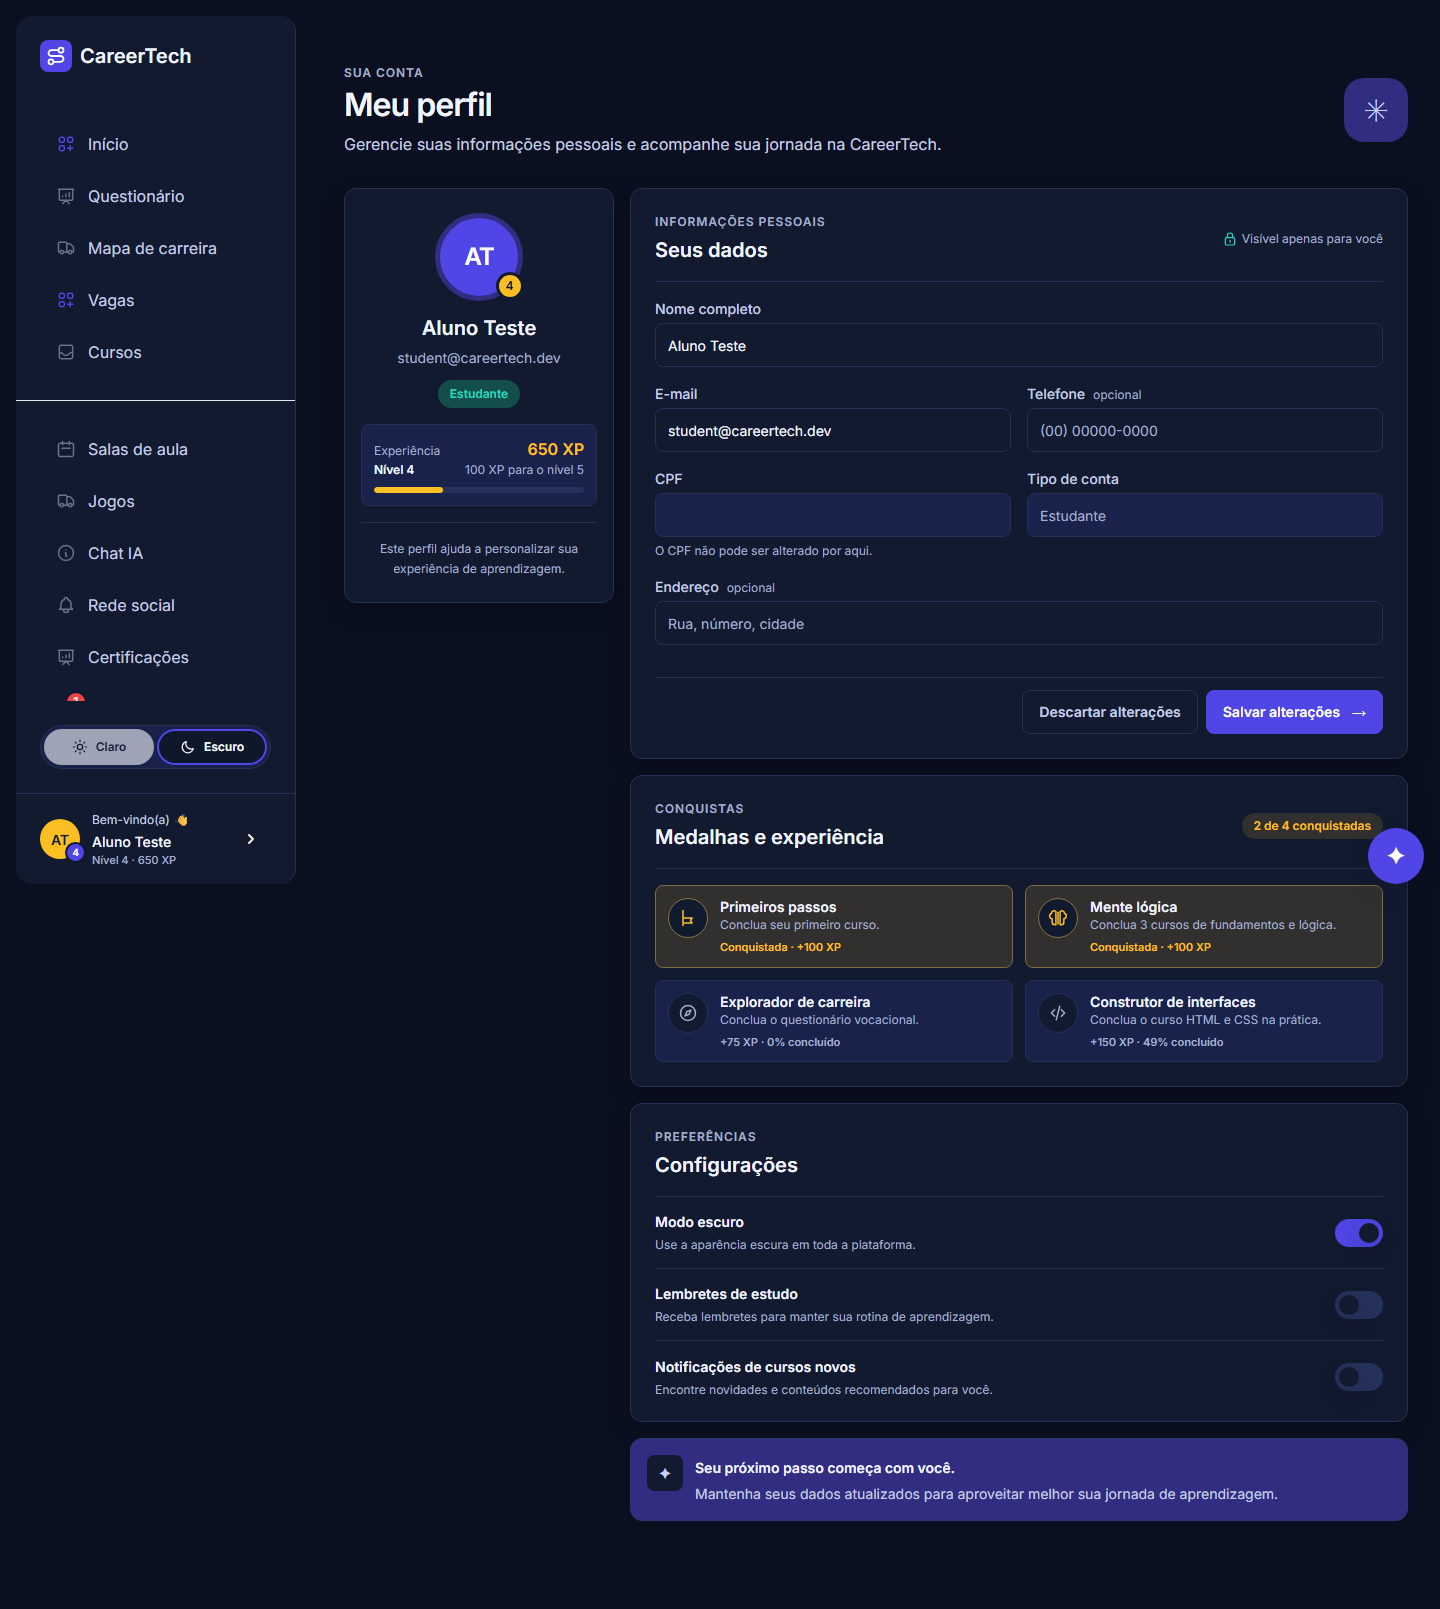 CareerTech
Início
Questionário
Mapa de carreira
Vagas
Cursos
Salas de aula
Jogos
Chat IA
Rede social
Certificações
Claro
Escuro
AT
4
Bem-vindo(a) 👋
Aluno Teste
Nível 4 · 650 XP
SUA CONTA
Meu perfil
Gerencie suas informações pessoais e acompanhe sua jornada na CareerTech.
AT
4
Aluno Teste
student@careertech.dev
Estudante
Experiência 650 XP
Nível 4 100 XP para o nível 5
Este perfil ajuda a personalizar sua
experiência de aprendizagem.
INFORMAÇÕES PESSOAIS
Seus dados
Visível apenas para você
Nome completo
Aluno Teste
E-mail
student@careertech.dev
Telefone opcional
(00) 00000-0000
CPF
O CPF não pode ser alterado por aqui.
Tipo de conta
Estudante
Endereço opcional
Rua, número, cidade
Descartar alterações
Salvar alterações →
CONQUISTAS
Medalhas e experiência
2 de 4 conquistadas
Primeiros passos
Conclua seu primeiro curso.
Conquistada · +100 XP
Mente lógica
Conclua 3 cursos de fundamentos e lógica.
Conquistada · +100 XP
Explorador de carreira
Conclua o questionário vocacional.
+75 XP · 0% concluído
Construtor de interfaces
Conclua o curso HTML e CSS na prática.
+150 XP · 49% concluído
PREFERÊNCIAS
Configurações
Modo escuro
Use a aparência escura em toda a plataforma.
Lembretes de estudo
Receba lembretes para manter sua rotina de aprendizagem.
Notificações de cursos novos
Encontre novidades e conteúdos recomendados para você.
Seu próximo passo começa com você.
Mantenha seus dados atualizados para aproveitar melhor sua jornada de aprendizagem.